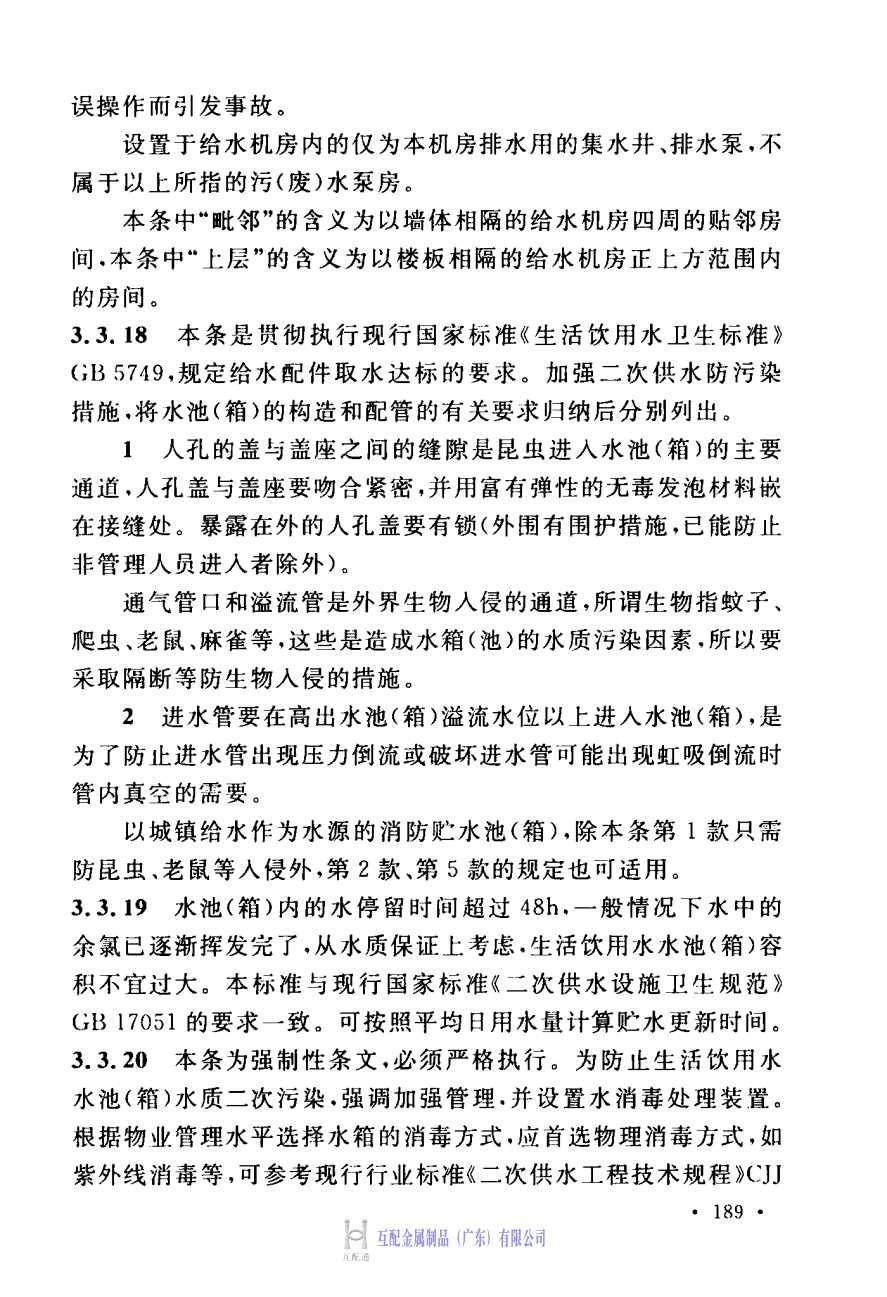 误操作而引发事故。
设置于给水机房内的仅为本机房排水用的集水井、排水泵,不
属于以上所指的污(废)水泵房。
本条中“毗邻”的含义为以墙体相隔的给水机房四周的贴邻房
间,本条中“上层”的含义为以楼板相隔的给水机房正上方范围内
的房间。
3.3.18 本条是贯彻执行现行国家标准《生活饮用水卫生标准》
GB 5749,规定给水配件取水达标的要求。加强二次供水防污染
措施,将水池(箱)的构造和配管的有关要求归纳后分别列出。
1 人孔的盖与盖座之间的缝隙是昆虫进入水池(箱)的主要
通道,人孔盖与盖座要吻合紧密,并用富有弹性的无毒发泡材料嵌
在接缝处。暴露在外的人孔盖要有锁(外围有围护措施,已能防止
非管理人员进入者除外)。
通气管口和溢流管是外界生物入侵的通道,所谓生物指蚊子、
爬虫、老鼠、麻雀等,这些是造成水箱(池)的水质污染因素,所以要
采取隔断等防生物入侵的措施。
2 进水管要在高出水池(箱)溢流水位以上进入水池(箱),是
为了防止进水管出现压力倒流或破坏进水管可能出现虹吸倒流时
管内真空的需要。
以城镇给水作为水源的消防贮水池(箱),除本条第 1 款只需
防昆虫、老鼠等入侵外,第 2 款、第 5 款的规定也可适用。
3.3.19 水池(箱)内的水停留时间超过 48h,一般情况下水中的
余氯已逐渐挥发完了,从水质保证上考虑,生活饮用水水池(箱)容
积不宜过大。本标准与现行国家标准《二次供水设施卫生规范》
GB 17051 的要求一致。可按照平均日用水量计算贮水更新时间。
3.3.20 本条为强制性条文,必须严格执行。为防止生活饮用水
水池(箱)水质二次污染,强调加强管理,并设置水消毒处理装置。
根据物业管理水平选择水箱的消毒方式,应首选物理消毒方式,如
紫外线消毒等,可参考现行行业标准《二次供水工程技术规程》CJJ
• 189 •
互配金属制品(广东)有限公司
互配通